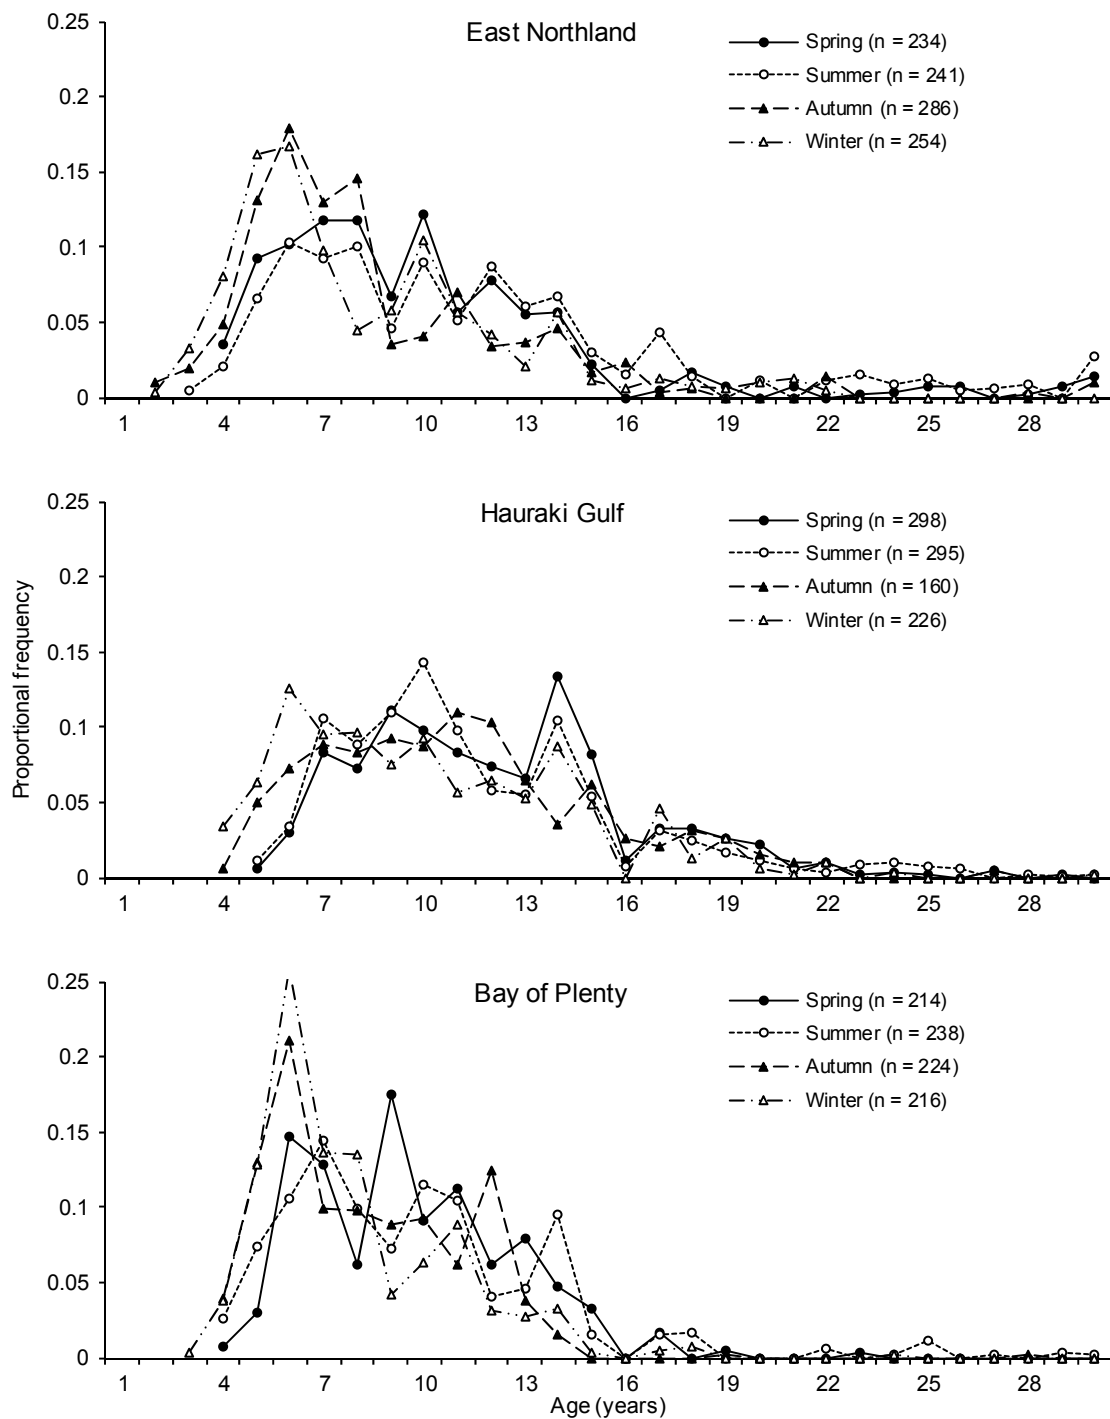 East Northland
Spring (n = 234)
Summer (n = 241)
Autumn (n = 286)
Winter (n = 254)
0.25
0.2
0.15
0.1
0.05
0
1 4 7 10 13 16 19 22 25 28
Hauraki Gulf
Spring (n = 298)
Summer (n = 295)
Autumn (n = 160)
Winter (n = 226)
0.25
0.2
0.15
0.1
0.05
0
1 4 7 10 13 16 19 22 25 28
Proportional frequency
Bay of Plenty
Spring (n = 214)
Summer (n = 238)
Autumn (n = 224)
Winter (n = 216)
0.25
0.2
0.15
0.1
0.05
0
1 4 7 10 13 16 19 22 25 28
Age (years)